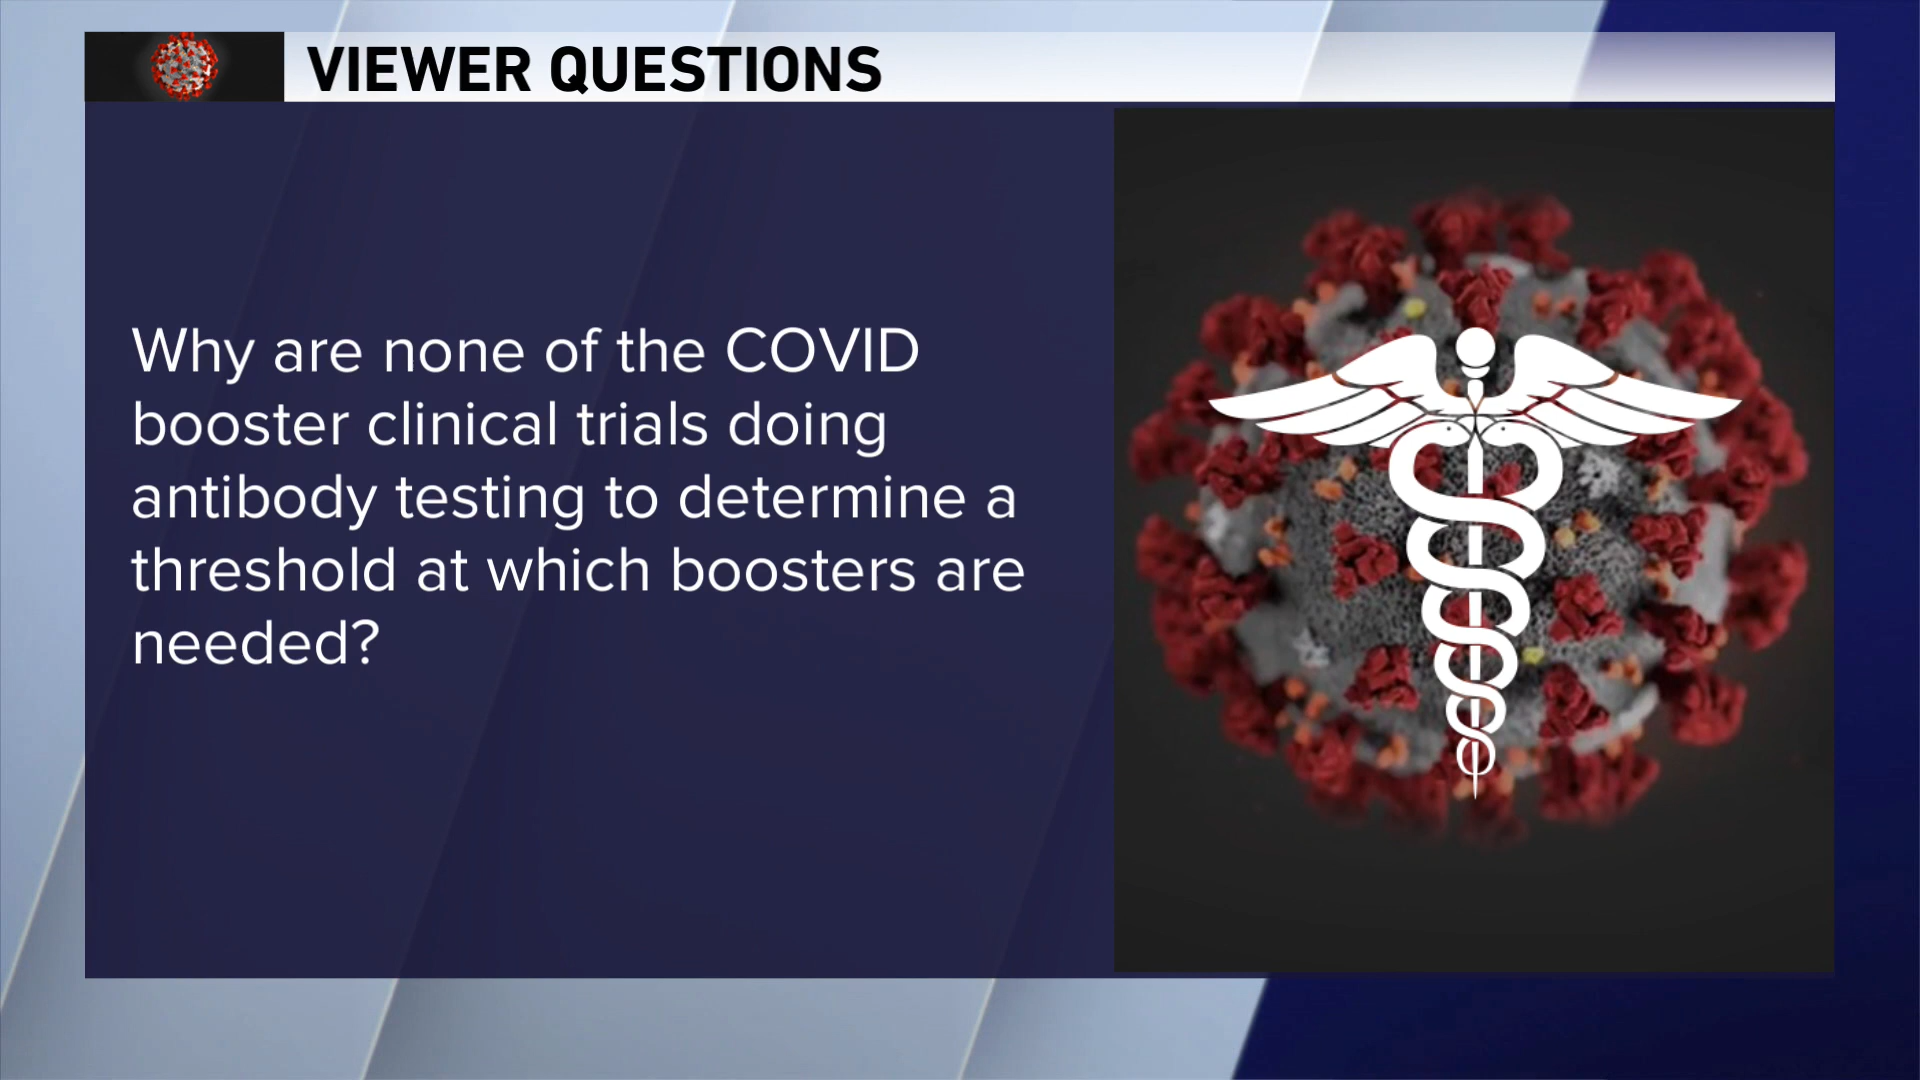 VIEWER QUESTIONS
Why are none of the COVID
booster clinical trials doing
antibody testing to determine a
threshold at which boosters are
needed?